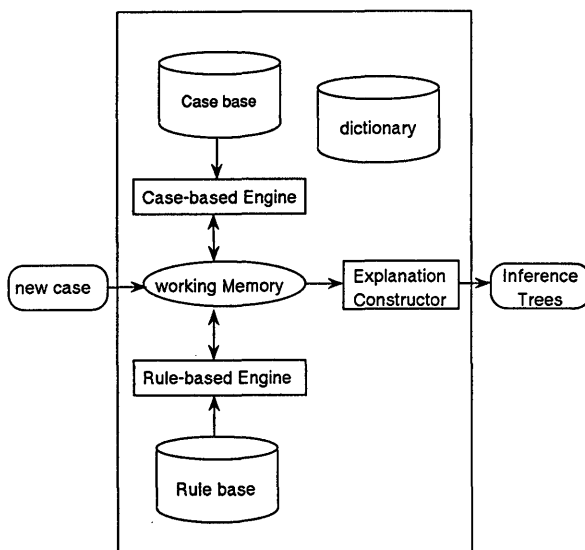 Case base
dictionary
Case-based Engine
new case
working Memory
Explanation
Constructor
Inference
Trees
Rule-based Engine
Rule base